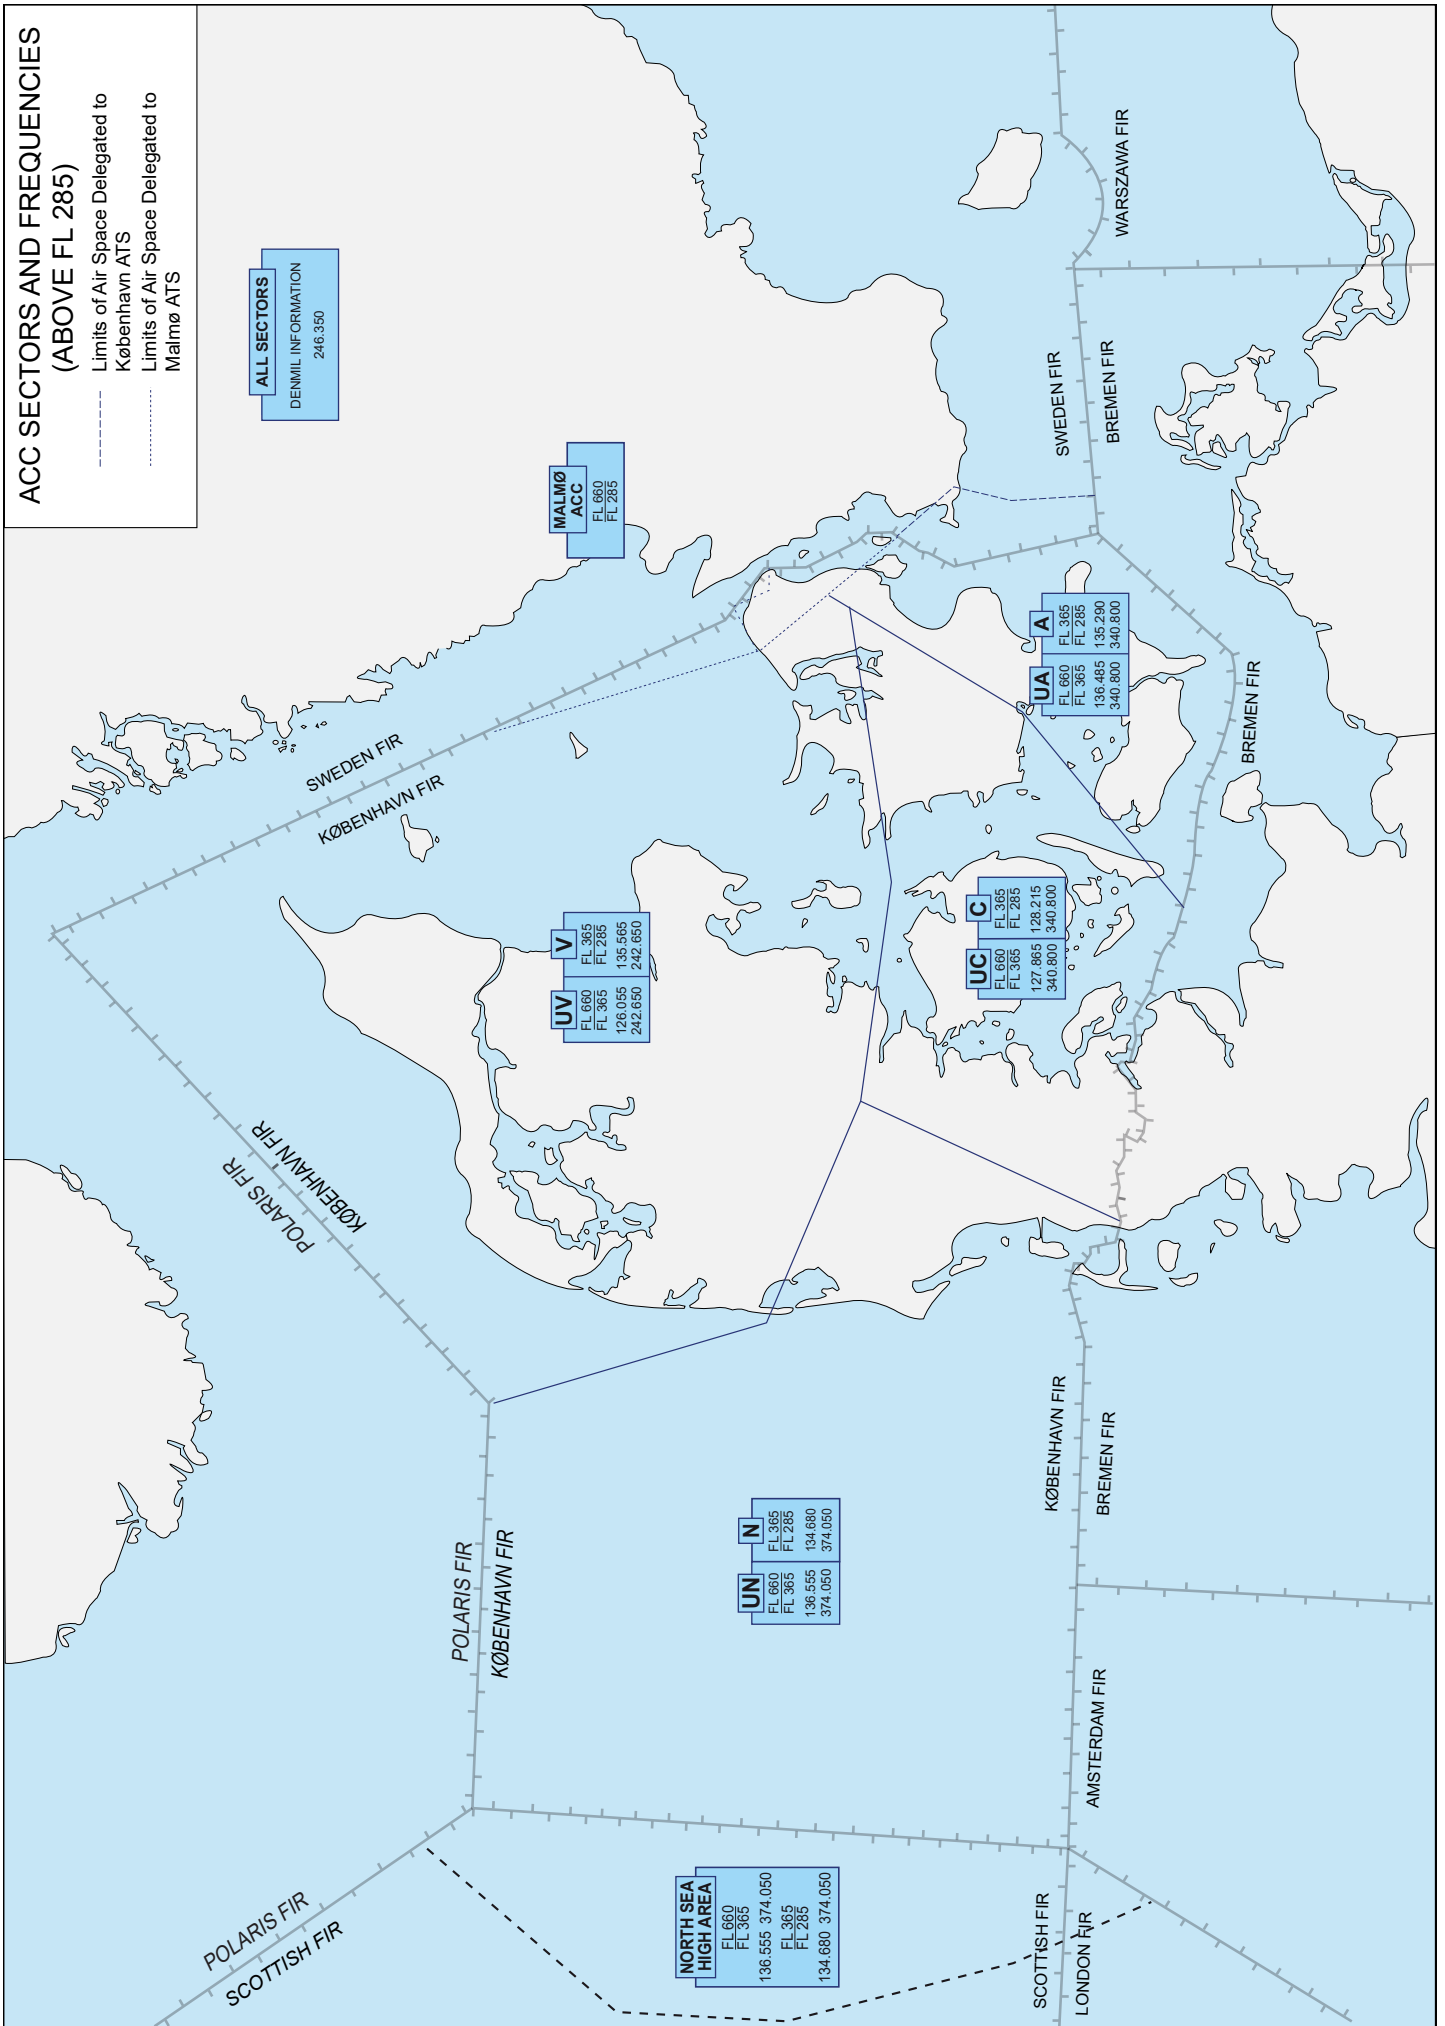 ACC SECTORS AND FREQUENCIES
(ABOVE FL 285)
Limits of Air Space Delegated to
København ATS
Limits of Air Space Delegated to
Malmø ATS
ALL SECTORS
DENMIL INFORMATION
246.350
MALMØ
ACC
FL 660
FL 285
SWEDEN FIR
KØBENHAVN FIR
POLARIS FIR
KØBENHAVN FIR
UV
FL 660
FL 365
126.055
242.650
V
FL 365
FL 285
135.565
242.650
POLARIS FIR
KØBENHAVN FIR
UN
FL 660
FL 365
136.555
374.050
N
FL 365
FL 285
134.680
374.050
POLARIS FIR
SCOTTISH FIR
NORTH SEA
HIGH AREA
FL 660
FL 365
136.555 374.050
FL 365
FL 285
134.680 374.050
UC
FL 660
FL 365
127.865
340.800
C
FL 365
FL 285
128.215
340.800
UA
FL 660
FL 365
136.485
340.800
A
FL 365
FL 285
135.290
340.800
SCOTTISH FIR
LONDON FIR
AMSTERDAM FIR
KØBENHAVN FIR
BREMEN FIR
BREMEN FIR
SWEDEN FIR
BREMEN FIR
WARSZAWA FIR